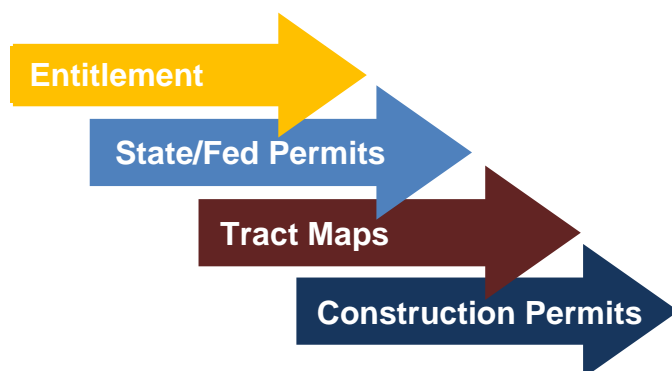 Entitlement
State/Fed Permits
Tract Maps
Construction Permits